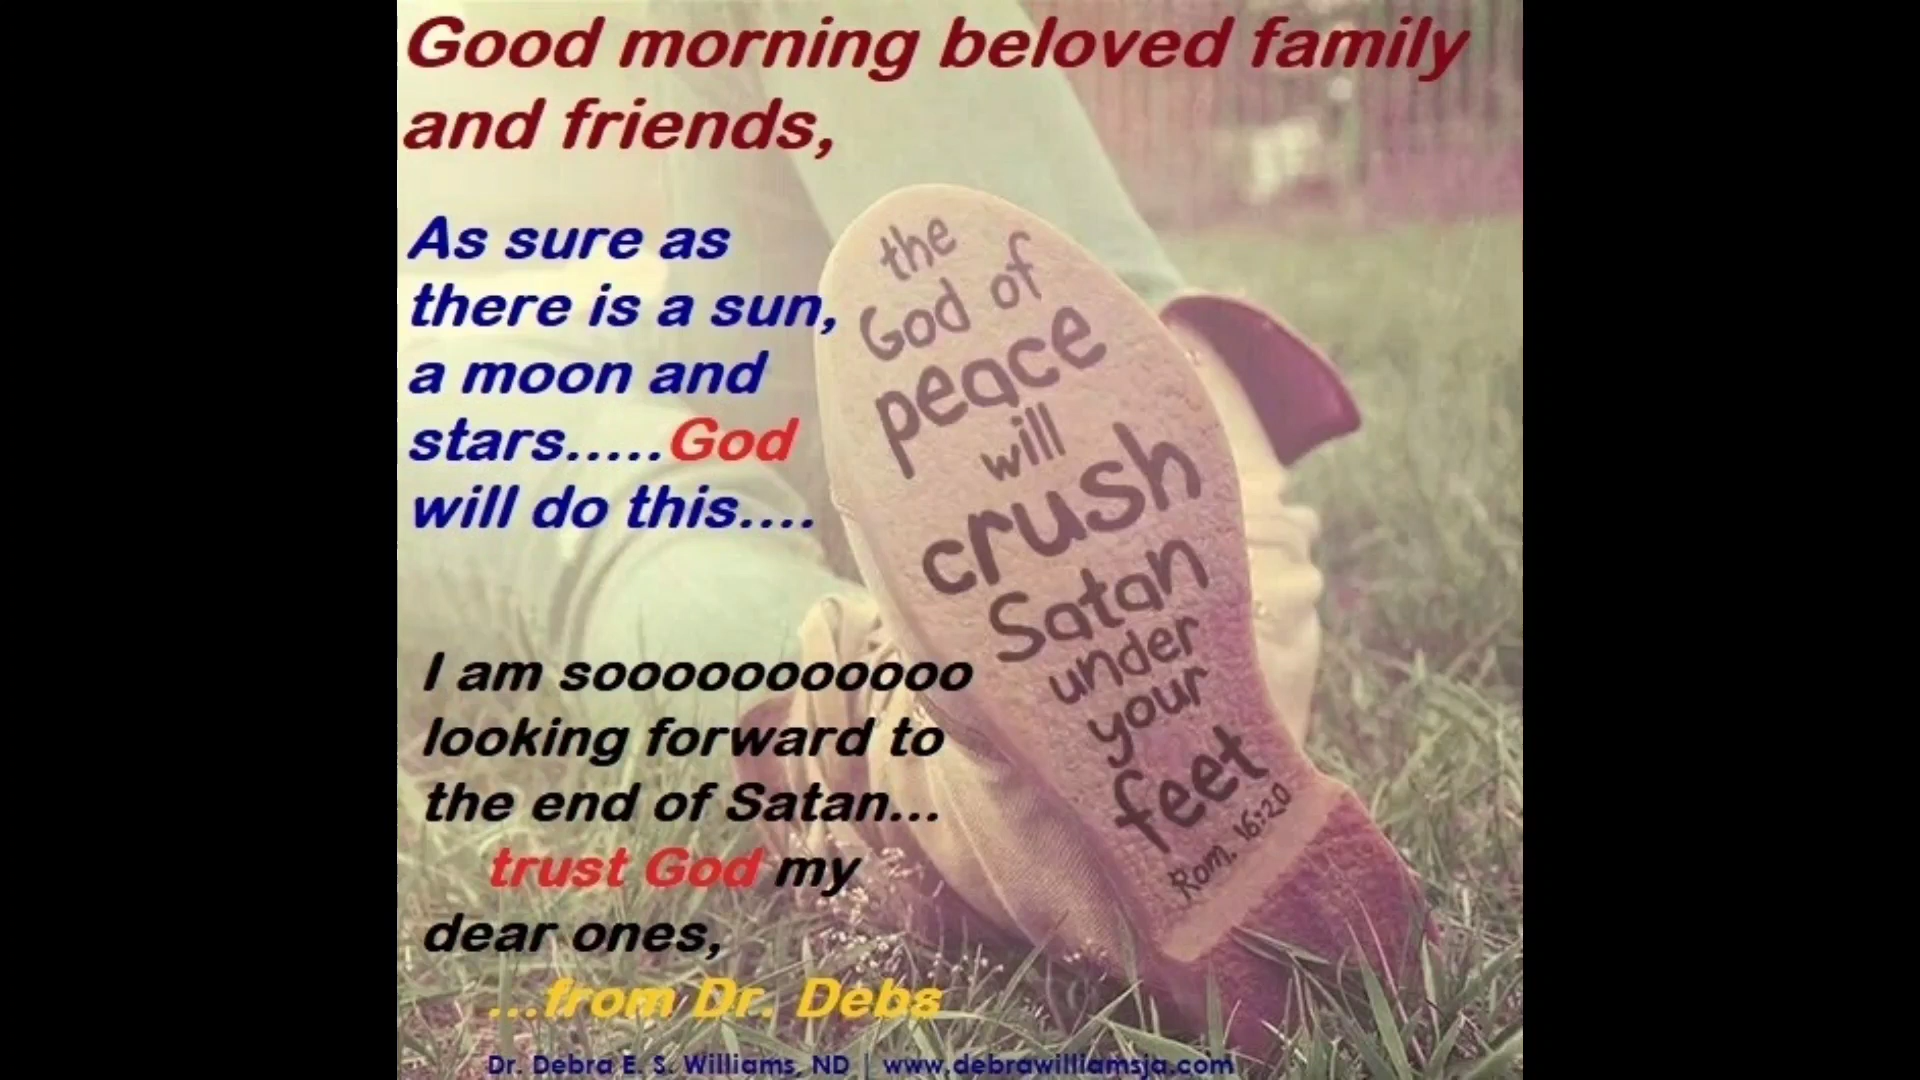 Good morning beloved family
and friends,
As sure as
there is a sun,
a moon and
stars.....God
will do this....
the
God of
peace
will
crush
Satan
under
your
feet
Rom. 16:20
I am sooooooooooo
looking forward to
the end of Satan...
trust God my
dear ones,
...from Dr. Debs
Dr. Debra E. S. Williams, ND | www.debrawilliamsja.com